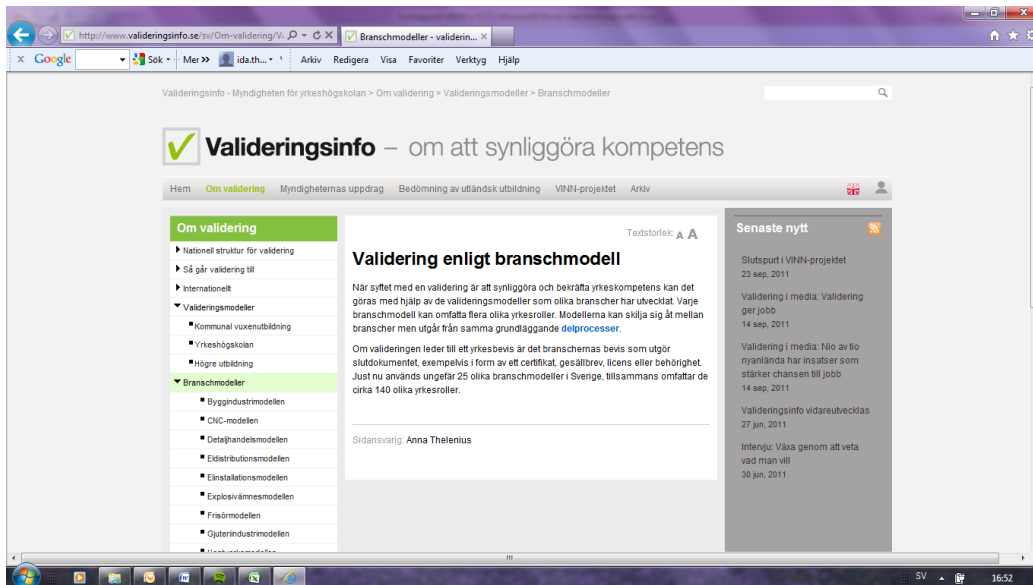 http://www.valideringsinfo.se/sv/Om-validering/V
Branschmodeller - validerin...
Google
Sök
Mer >>
ida.th...
Arkiv Redigera Visa Favoriter Verktyg Hjälp
Valideringsinfo - Myndigheten för yrkeshögskolan > Om validering > Valideringsmodeller > Branschmodeller
Valideringsinfo – om att synliggöra kompetens
Hem Om validering Myndigheternas uppdrag Bedömning av utländsk utbildning VINN-projektet Arkiv
Om validering
Nationell struktur för validering
Så går validering till
Internationellt
Valideringsmodeller
Kommunal vuxenutbildning
Yrkeshögskolan
Högre utbildning
Branschmodeller
Byggindustrimodellen
CNC-modellen
Detaljhandelsmodellen
Eldistributionsmodellen
Elinstallationsmodellen
Explosivämnesmodellen
Frisörmodellen
Gjuteriindustrimodellen
Textstorlek: A A
Validering enligt branschmodell
När syftet med en validering är att synliggöra och bekräfta yrkeskompetens kan det
göras med hjälp av de valideringsmodeller som olika branscher har utvecklat. Varje
branschmodell kan omfatta flera olika yrkesroller. Modellerna kan skilja sig åt mellan
branscher men utgår från samma grundläggande delprocesser.
Om valideringen leder till ett yrkesbevis är det branschernas bevis som utgör
slutdokumentet, exempelvis i form av ett certifikat, gesällbrev, licens eller behörighet.
Just nu används ungefär 25 olika branschmodeller i Sverige, tillsammans omfattar de
cirka 140 olika yrkesroller.
Sidansvarig: Anna Thelenius
Senaste nytt
Slutspurt i VINN-projektet
23 sep, 2011
Validering i media: Validering
ger jobb
14 sep, 2011
Validering i media: Nio av tio
nyanlända har insatser som
stärker chansen till jobb
14 sep, 2011
Valideringsinfo vidareutvecklas
27 jun, 2011
Intervju: Växa genom att veta
vad man vill
30 jun, 2011
SV
16:52